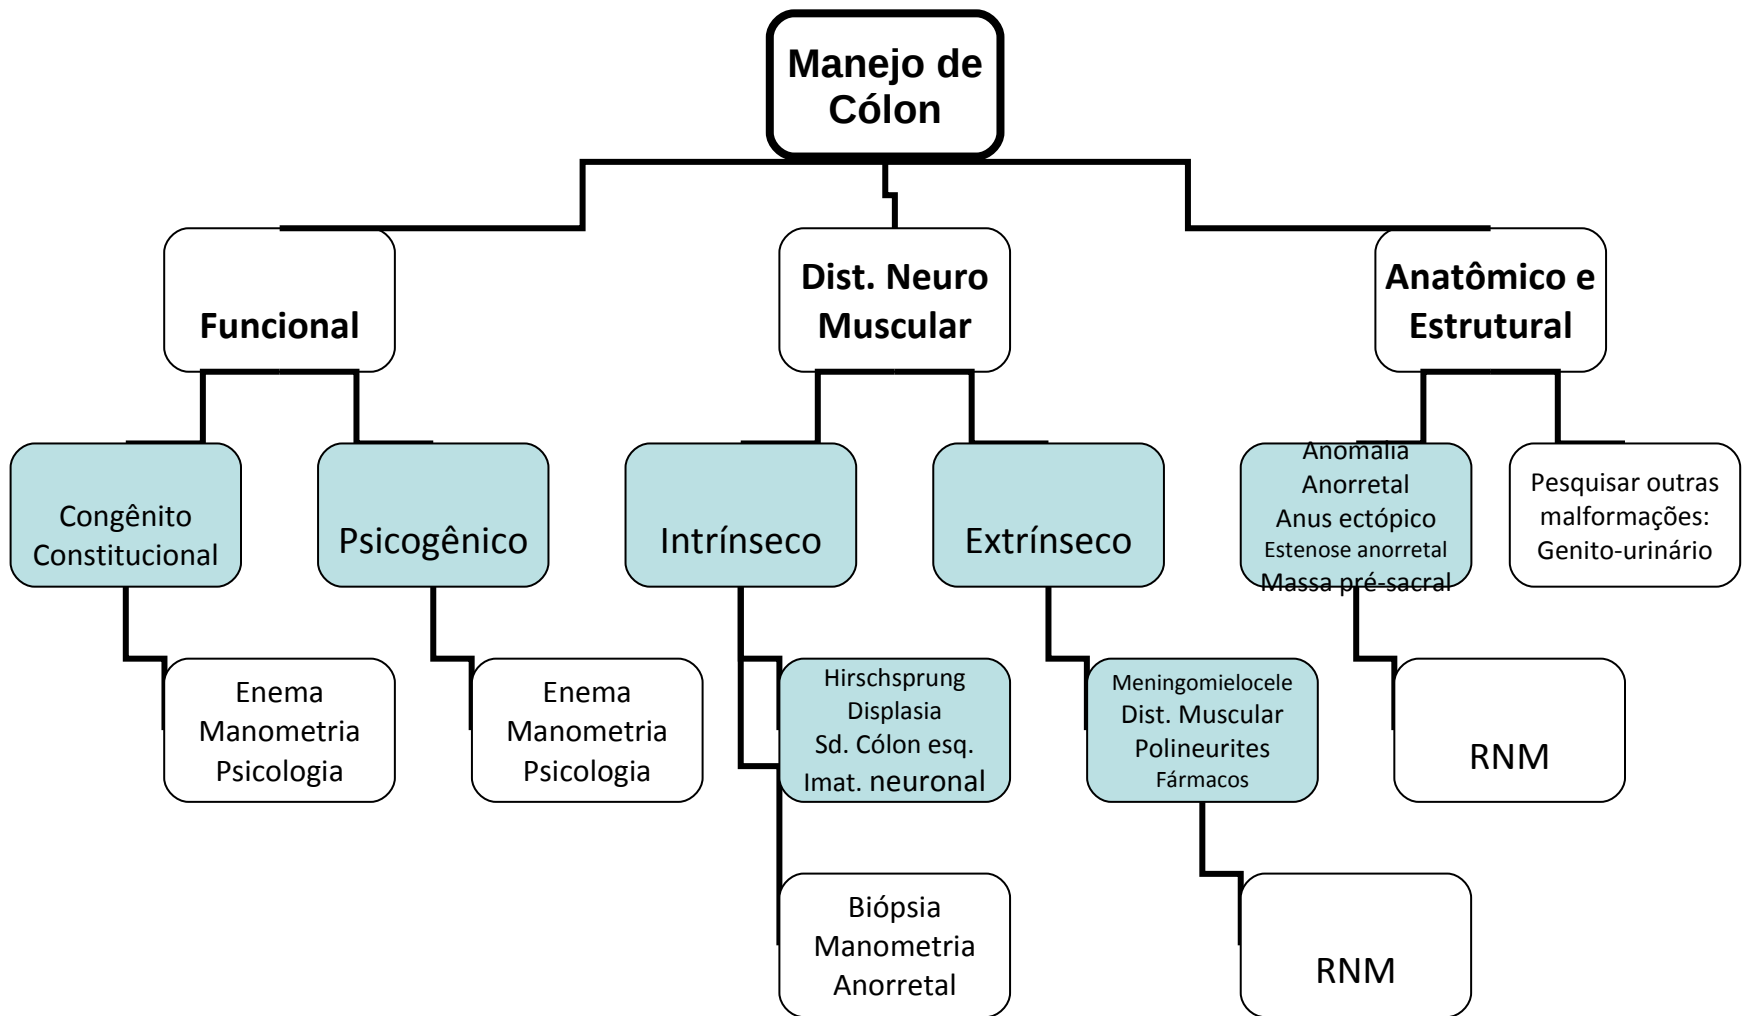 Manejo de
Cólon
Funcional
Dist. Neuro
Muscular
Anatômico e
Estrutural
Congênito
Constitucional
Psicogênico
Intrínseco
Extrínseco
Anomalia
Anorretal
Anus ectópico
Estenose anorretal
Massa pré-sacral
Pesquisar outras
malformações:
Genito-urinário
Enema
Manometria
Psicologia
Enema
Manometria
Psicologia
Hirschsprung
Displasia
Sd. Cólon esq.
Imat. neuronal
Meningomielocele
Dist. Muscular
Polineurites
Fármacos
RNM
Biópsia
Manometria
Anorretal
RNM